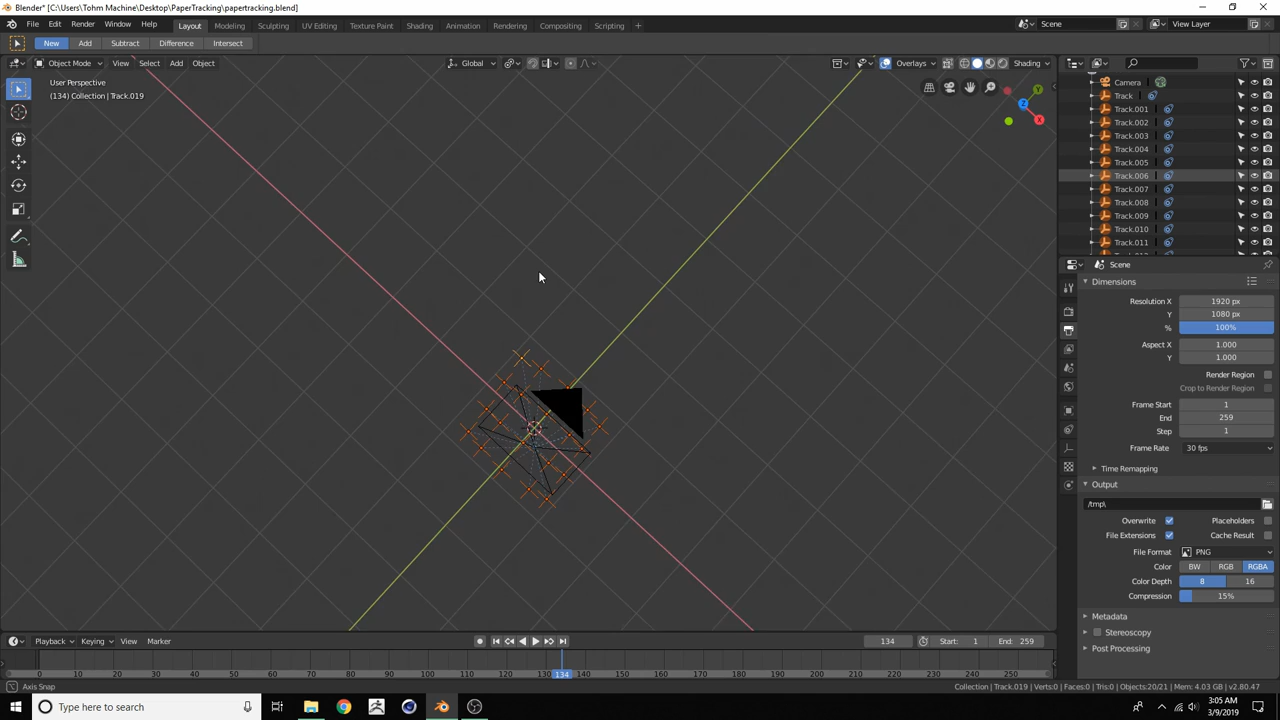 Blender* [C:\Users\Tohm Machine\Desktop\PaperTracking\papertracking.blend]
File Edit Render Window Help Layout Modeling Sculpting UV Editing Texture Paint Shading Animation Rendering Compositing Scripting + Scene View Layer
New Add Subtract Difference Intersect
Object Mode View Select Add Object Global Overlays Shading
User Perspective
(134) Collection | Track.019
Y
Z
X
Camera
Track
Track.001
Track.002
Track.003
Track.004
Track.005
Track.006
Track.007
Track.008
Track.009
Track.010
Track.011
Scene
Dimensions
Resolution X 1920 px
Y 1080 px
% 100%
Aspect X 1.000
Y 1.000
Render Region
Crop to Render Region
Frame Start 1
End 259
Step 1
Frame Rate 30 fps
Time Remapping
Output
/tmp\
Overwrite Placeholders
File Extensions Cache Result
File Format PNG
Color BW RGB RGBA
Color Depth 8 16
Compression 15%
Metadata
Stereoscopy
Post Processing
Playback Keying View Marker 134 Start: 1 End: 259
0 10 20 30 40 50 60 70 80 90 100 110 120 130 134 140 150 160 170 180 190 200 210 220 230 240 250
Axis Snap Collection | Track.019 | Verts:0 | Faces:0 | Tris:0 | Objects:20/21 | Mem: 4.03 GB | v2.80.47
Type here to search
3:05 AM
3/9/2019